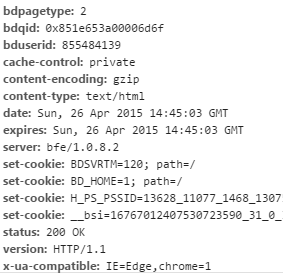 bdpagetype: 2
bdqid: 0x851e653a00006d6f
bduserid: 855484139
cache-control: private
content-encoding: gzip
content-type: text/html
date: Sun, 26 Apr 2015 14:45:03 GMT
expires: Sun, 26 Apr 2015 14:45:03 GMT
server: bfe/1.0.8.2
set-cookie: BDSVRTM=120; path=/
set-cookie: BD_HOME=1; path=/
set-cookie: H_PS_PSSID=13628_11077_1468_1307
set-cookie: __bsi=16767012407530723590_31_0_
status: 200 OK
version: HTTP/1.1
x-ua-compatible: IE=Edge,chrome=1